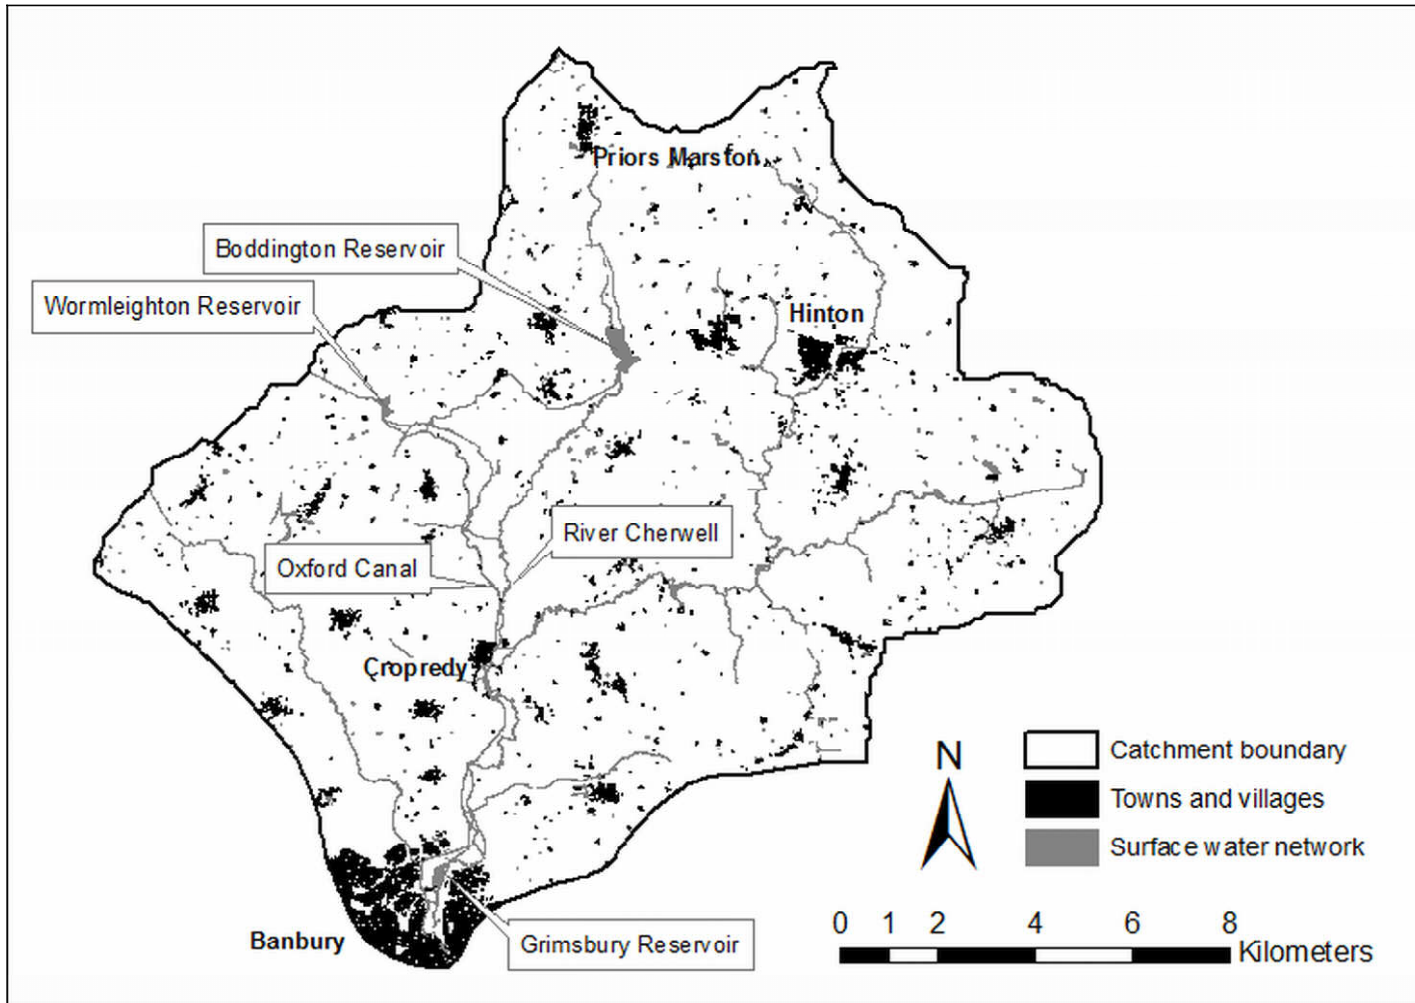 Priors Marston
Boddington Reservoir
Wormleighton Reservoir
Hinton
River Cherwell
Oxford Canal
Cropredy
Banbury
Grimsbury Reservoir
N
Catchment boundary
Towns and villages
Surface water network
0 1 2 4 6 8
Kilometers